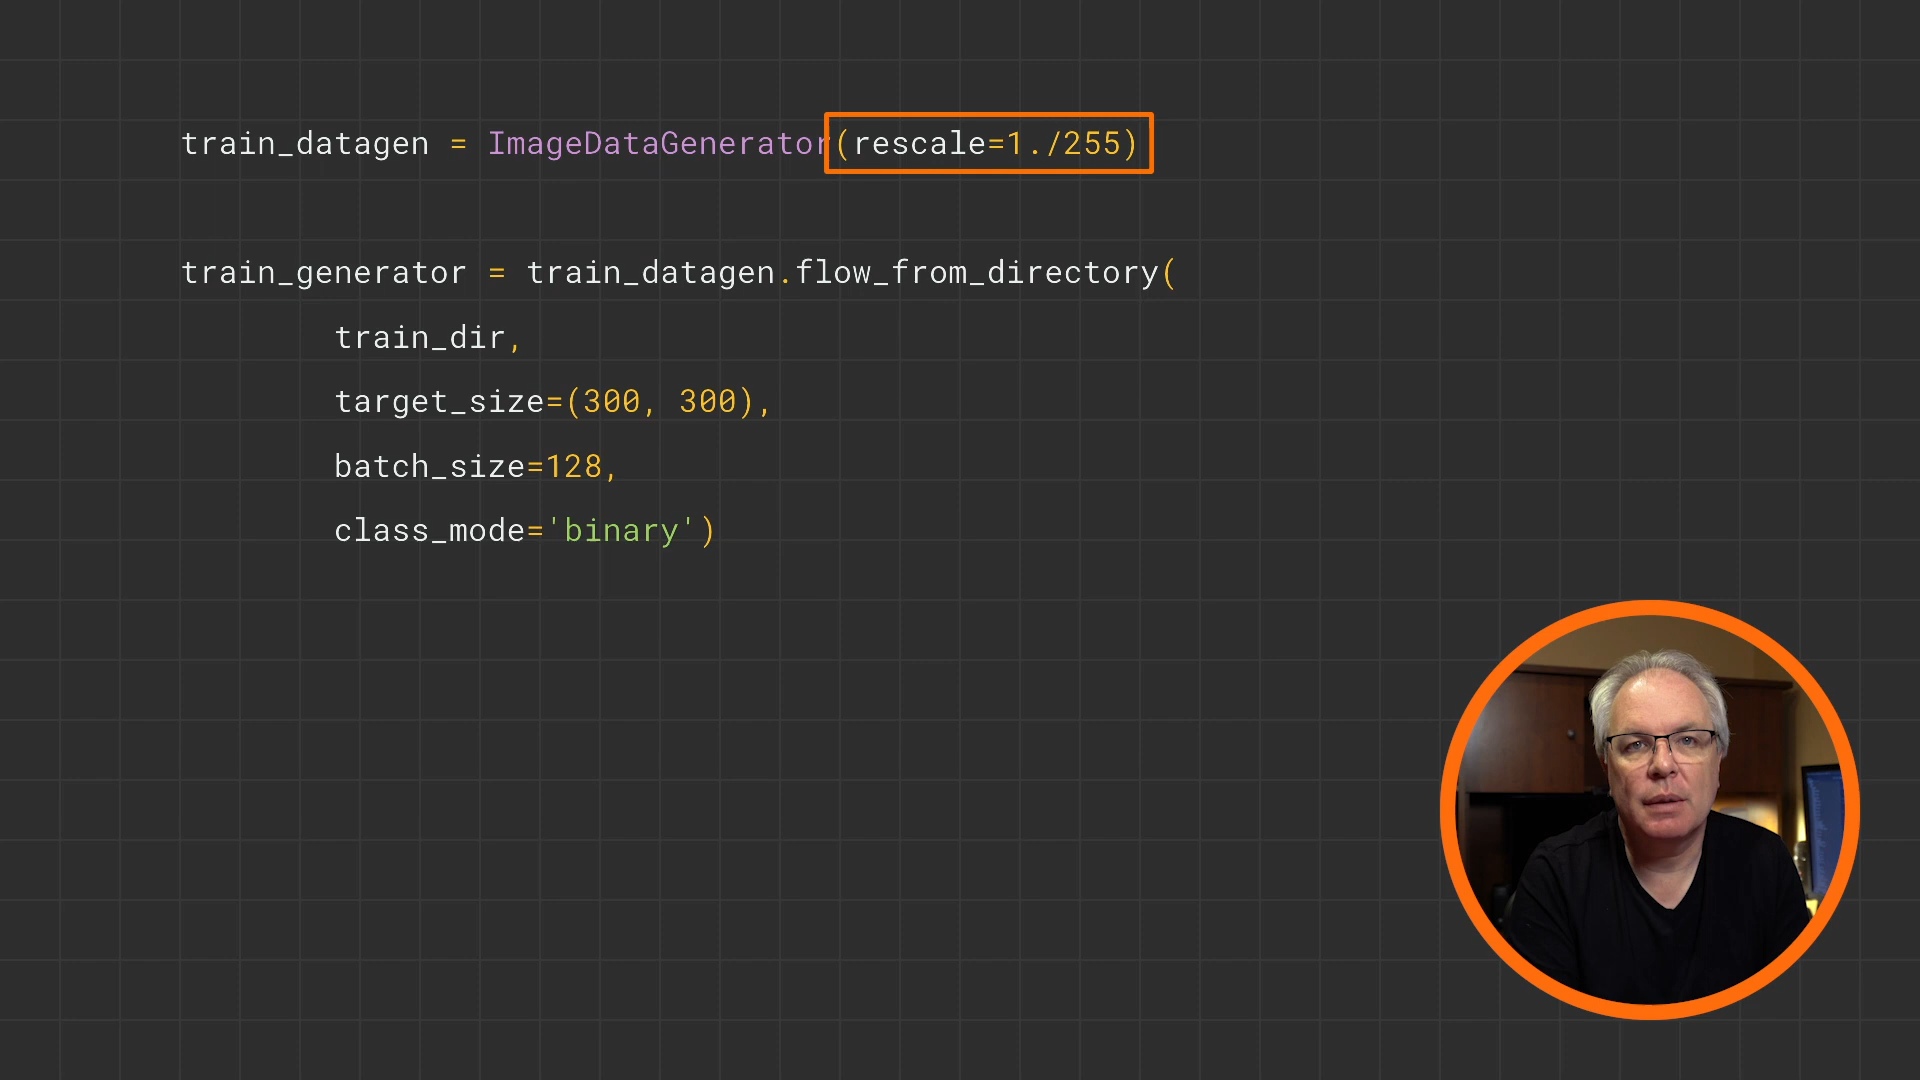 train_datagen = ImageDataGenerator(rescale=1./255)
train_generator = train_datagen.flow_from_directory(
train_dir,
target_size=(300, 300),
batch_size=128,
class_mode='binary')